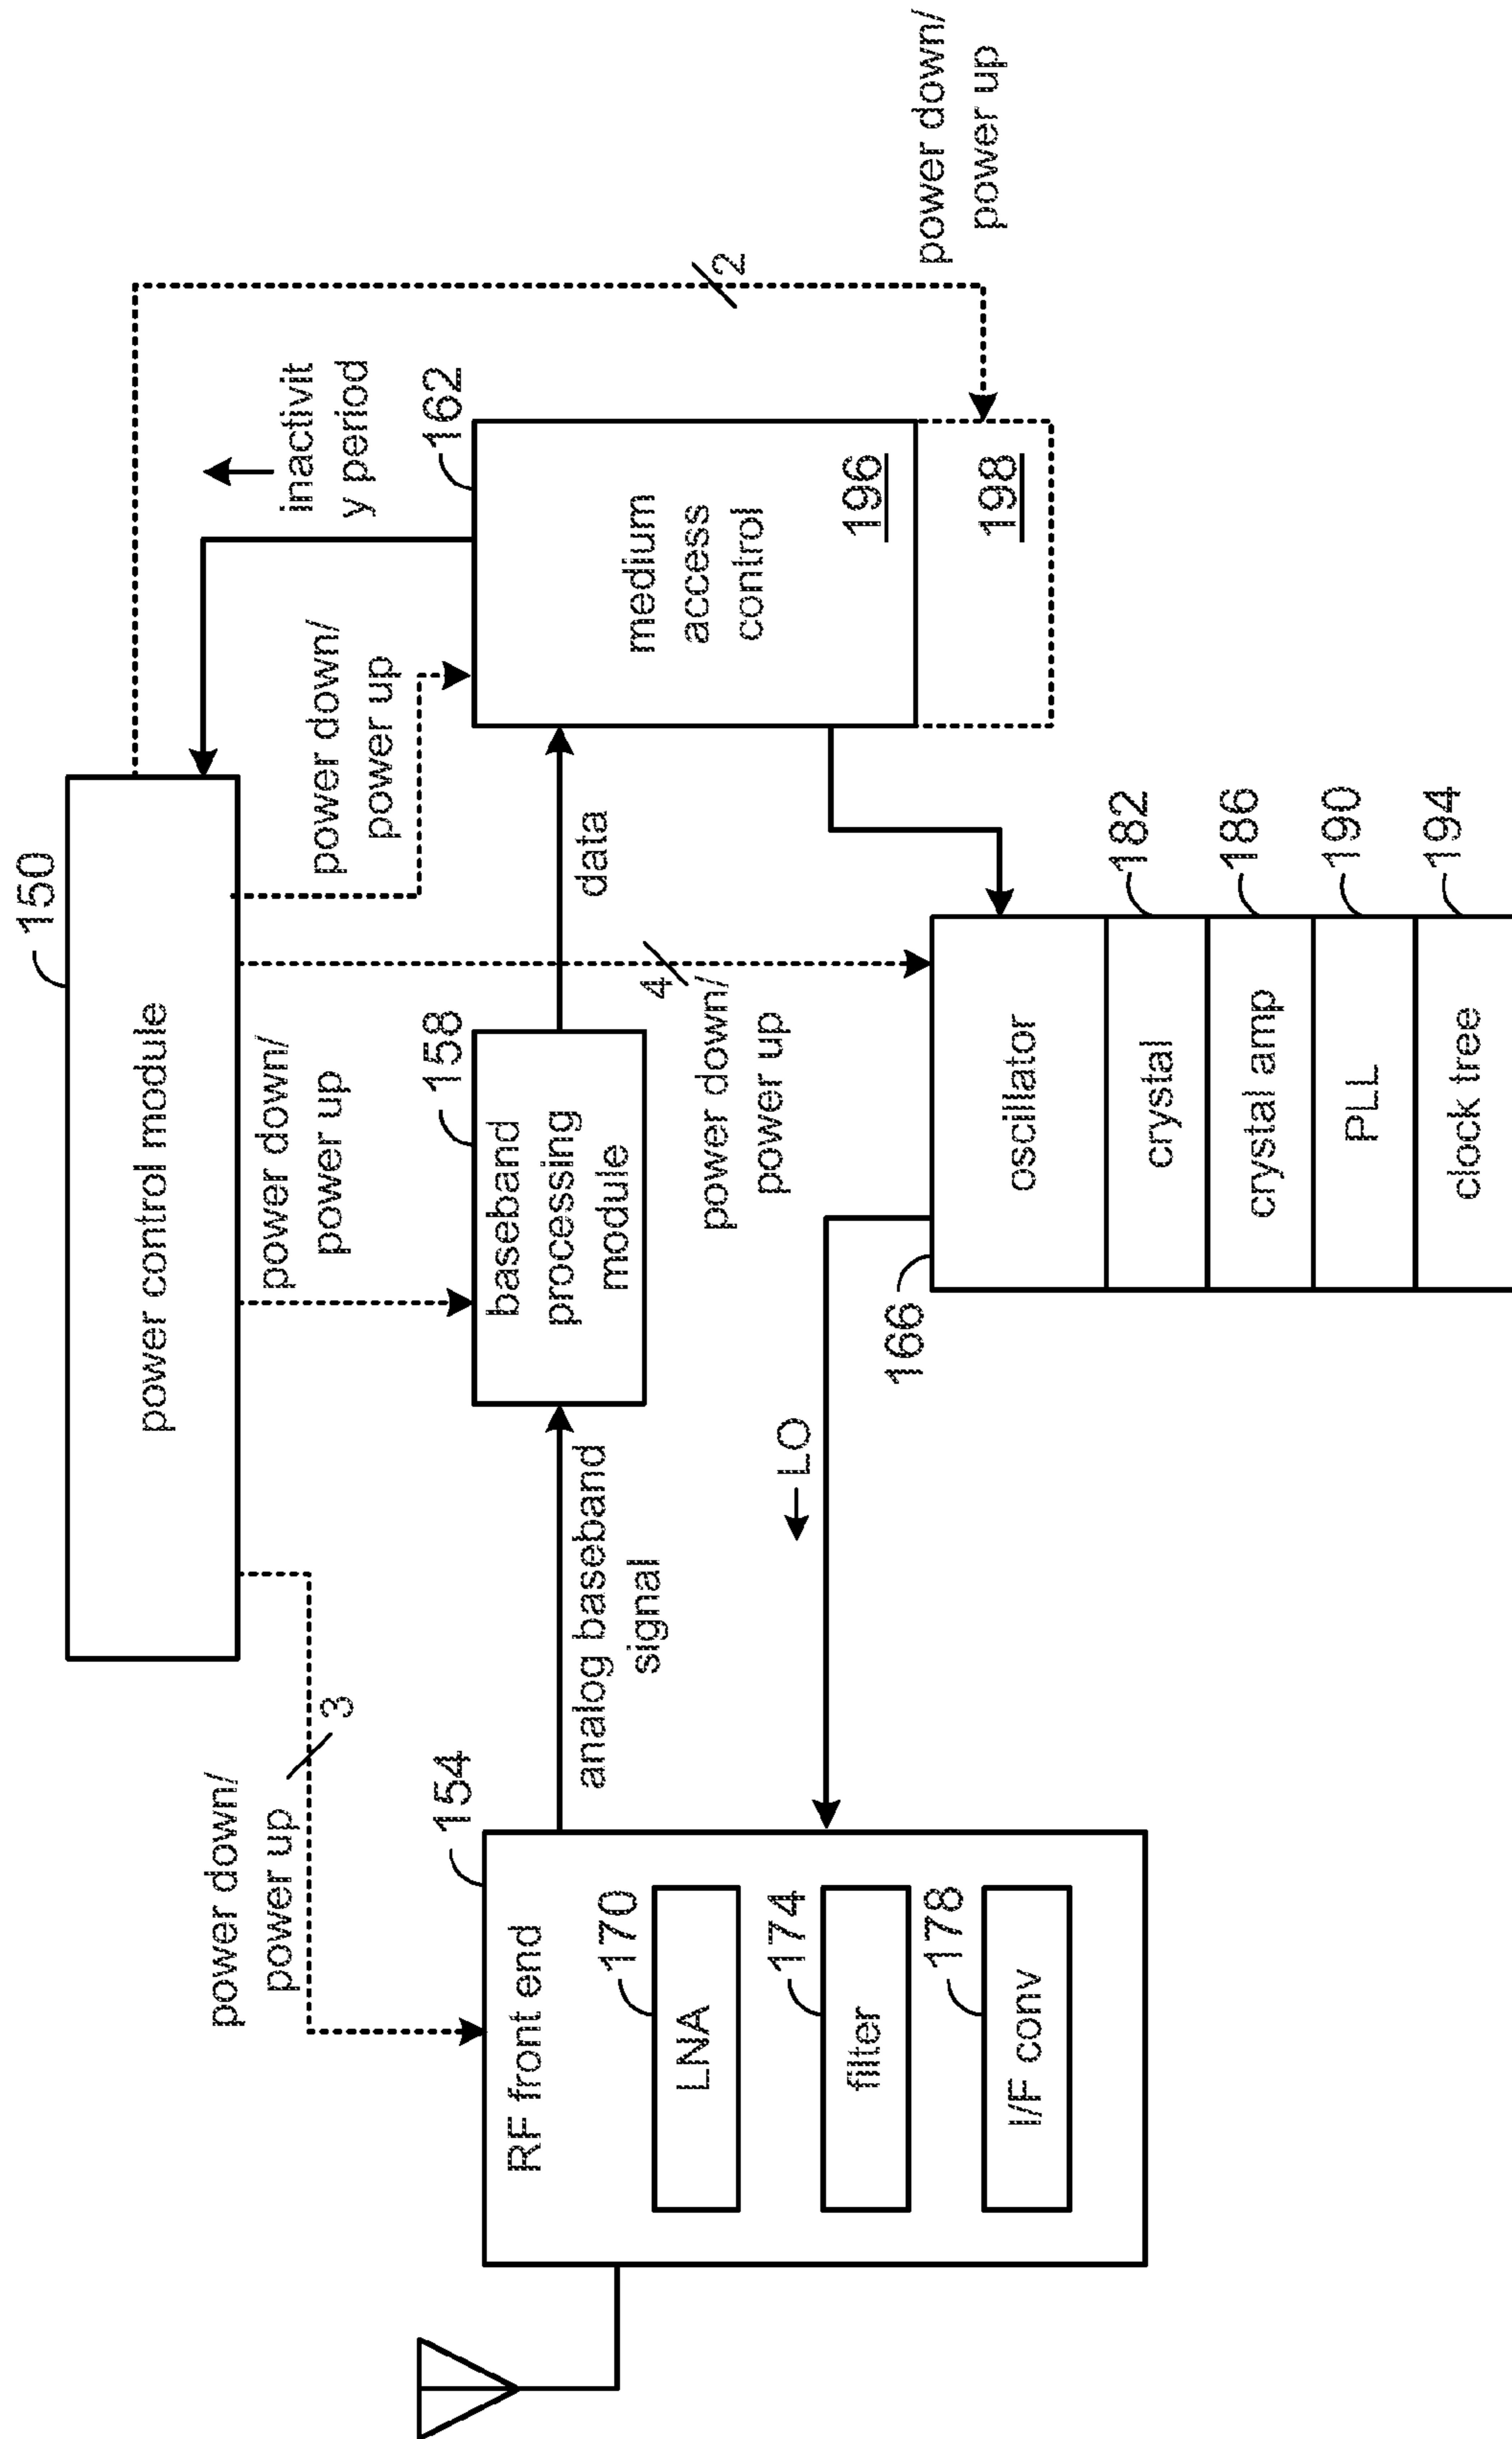 150
power control module
power down/
power up
3
power down/
power up
power down/
power up
inactivit
y period
2
power down/
power up
154
RF front end
170
LNA
174
filter
178
I/F conv
analog baseband
signal
158
baseband
processing
module
data
4
power down/
power up
162
medium
access
control
196
198
LO
166
oscillator
crystal
182
crystal amp
186
PLL
190
clock tree
194